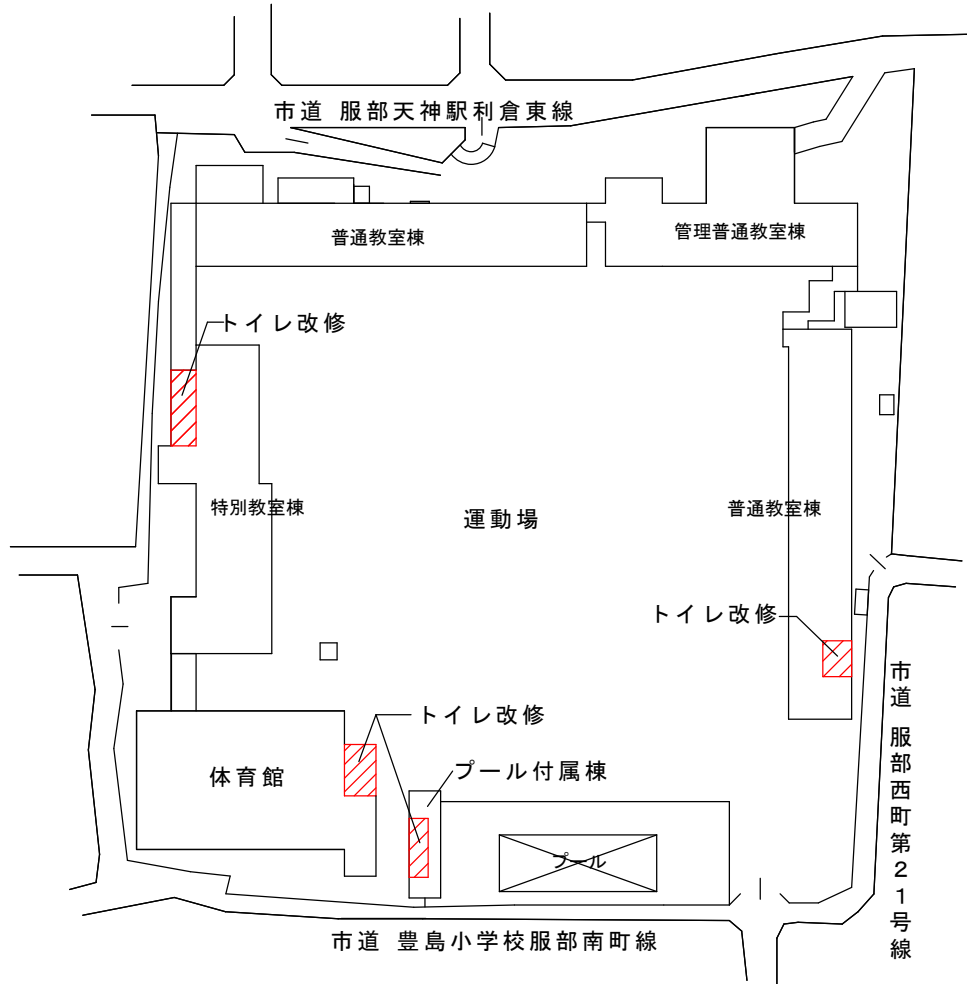 市道 服部天神駅利倉東線
普通教室棟
管理普通教室棟
トイレ改修
特別教室棟
運動場
普通教室棟
トイレ改修
トイレ改修
体育館
プール付属棟
プール
市道 服部西町第21号線
市道 豊島小学校服部南町線